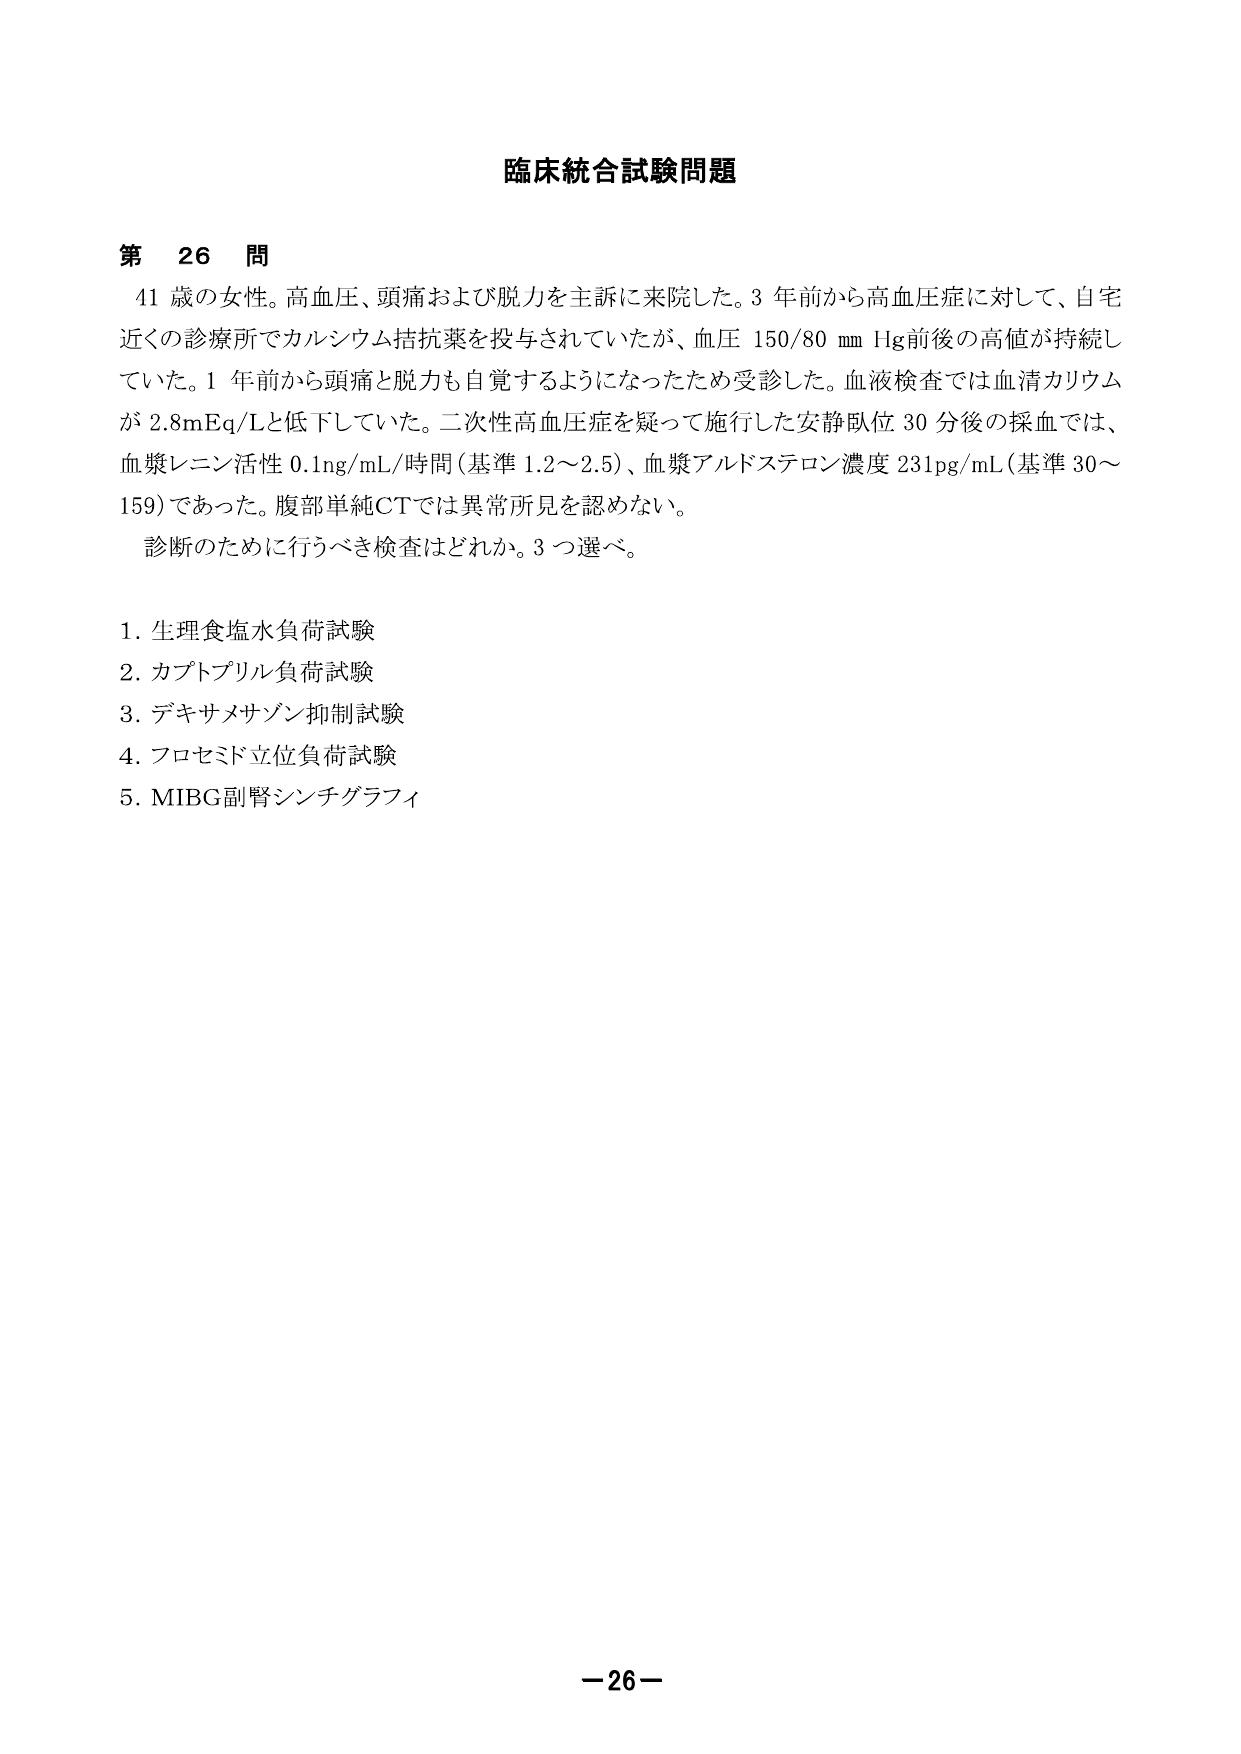 臨床統合試験問題
第 26 問
41 歳の女性。高血圧、頭痛および脱力を主訴に来院した。3 年前から高血圧症に対して、自宅
近くの診療所でカルシウム拮抗薬を投与されていたが、血圧 150/80 ㎜ Hg前後の高値が持続し
ていた。1 年前から頭痛と脱力も自覚するようになったため受診した。血液検査では血清カリウム
が 2.8mEq/Lと低下していた。二次性高血圧症を疑って施行した安静臥位 30 分後の採血では、
血漿レニン活性 0.1ng/mL/時間（基準 1.2～2.5）、血漿アルドステロン濃度 231pg/mL（基準 30～
159）であった。腹部単純CTでは異常所見を認めない。
診断のために行うべき検査はどれか。3 つ選べ。
1. 生理食塩水負荷試験
2. カプトプリル負荷試験
3. デキサメサゾン抑制試験
4. フロセミド立位負荷試験
5. MIBG副腎シンチグラフィ
－26－